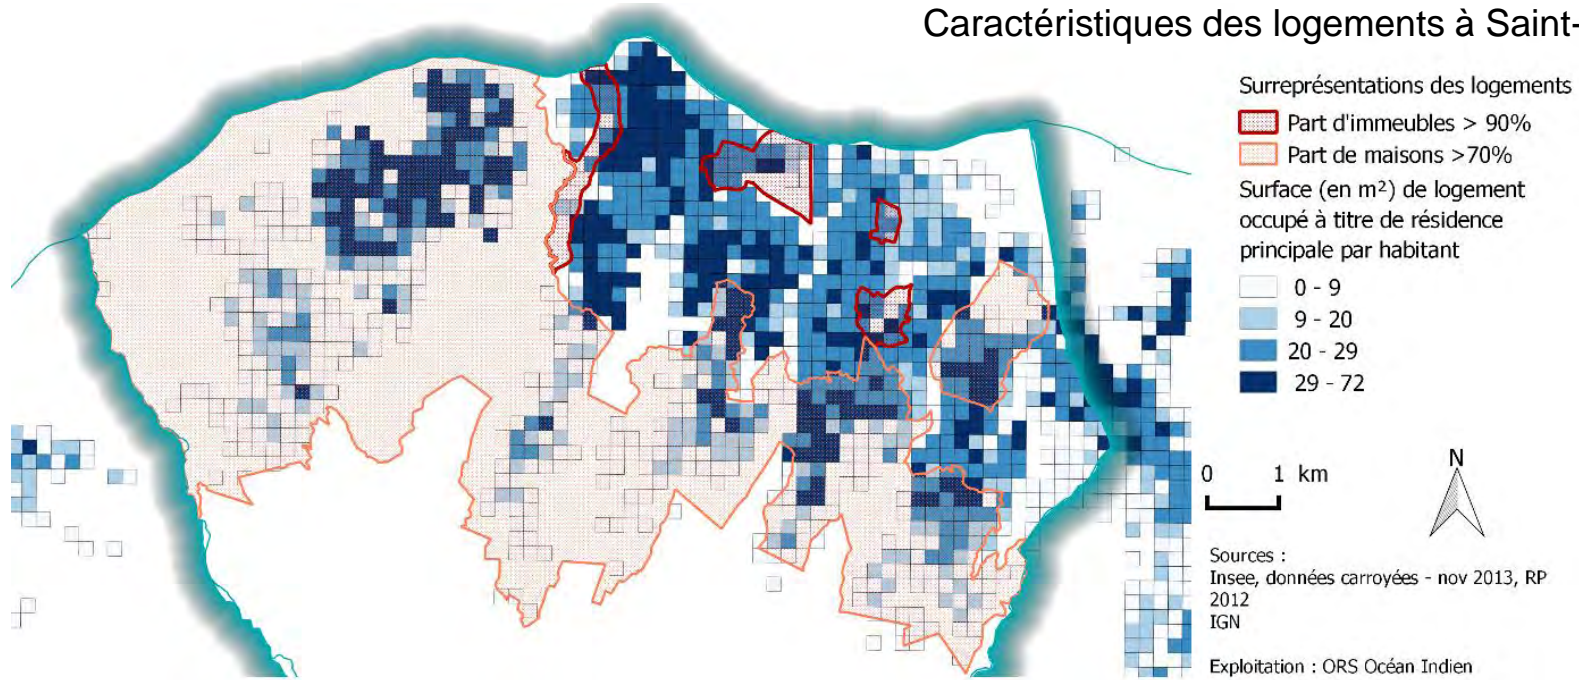 Caractéristiques des logements à Saint-
Surreprésentations des logements
Part d'immeubles > 90%
Part de maisons >70%
Surface (en m²) de logement
occupé à titre de résidence
principale par habitant
0 - 9
9 - 20
20 - 29
29 - 72
0 1 km
N
Sources :
Insee, données carroyées - nov 2013, RP
2012
IGN
Exploitation : ORS Océan Indien